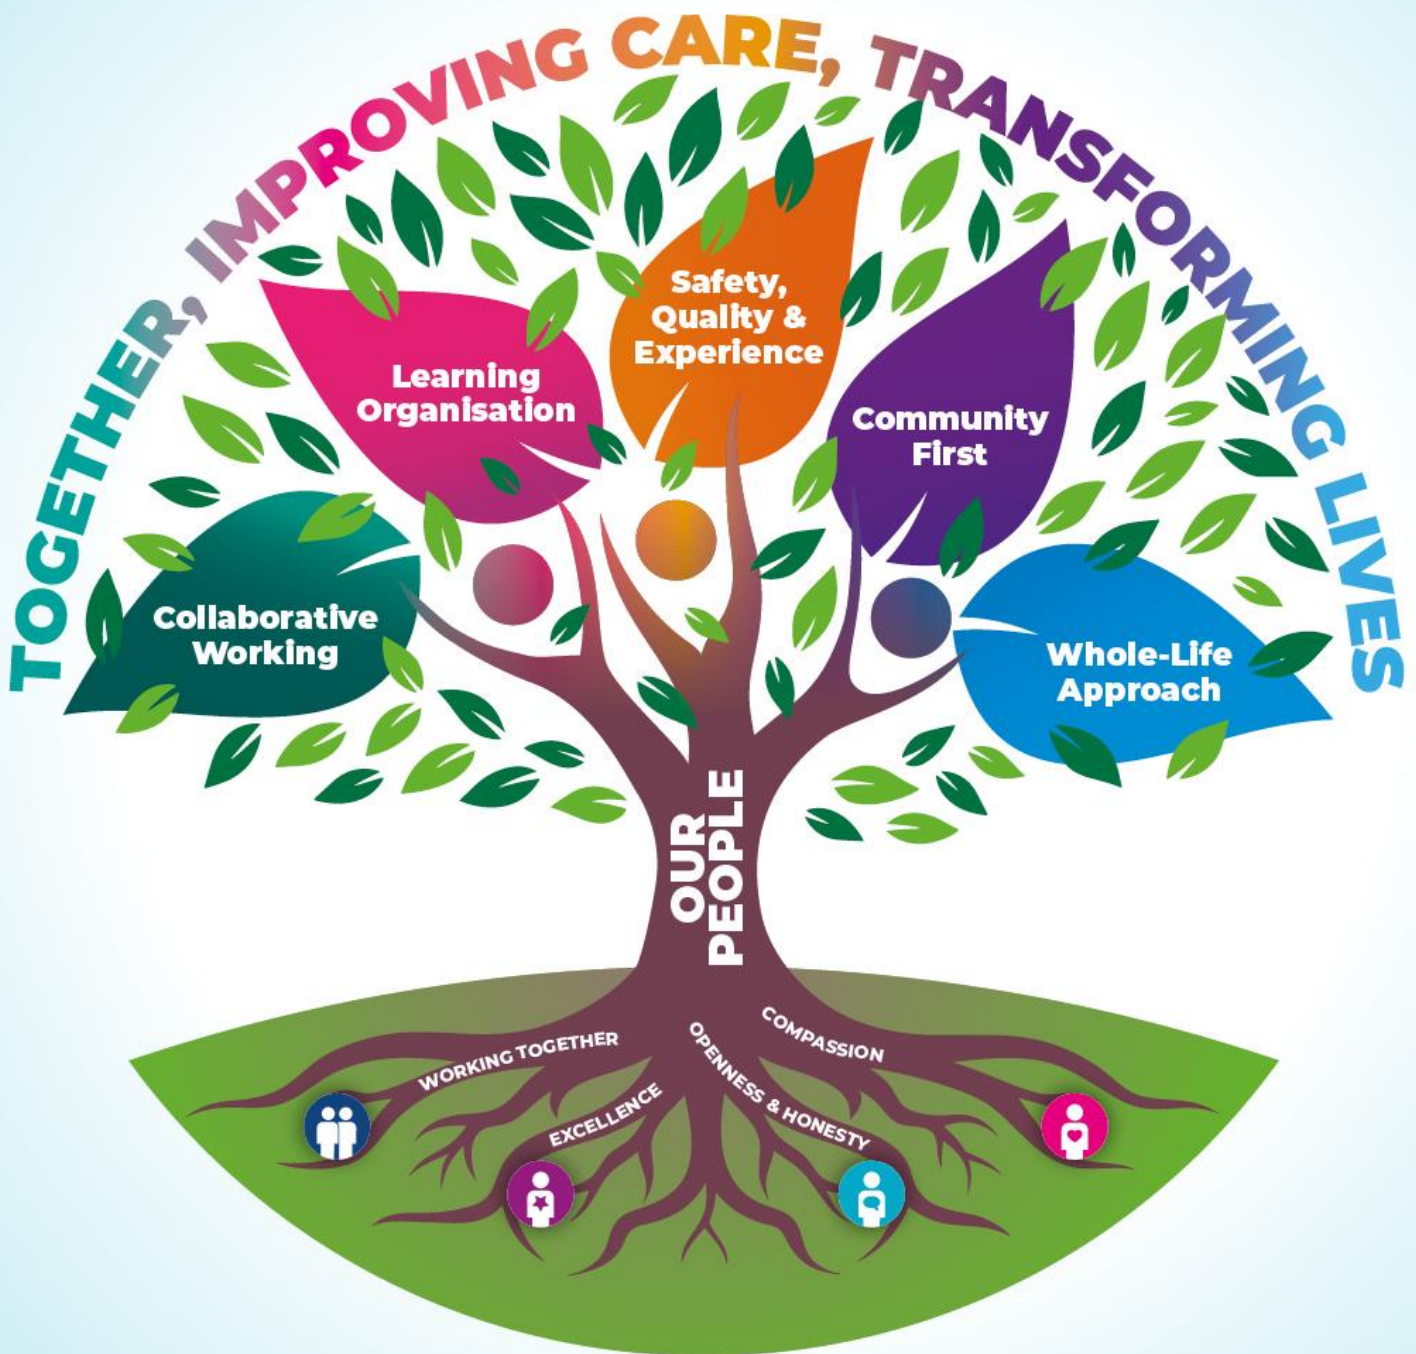 TOGETHER, IMPROVING CARE, TRANSFORMING LIVES
Safety,
Quality &
Experience
Learning
Organisation
Community
First
Collaborative
Working
Whole-Life
Approach
OUR
PEOPLE
WORKING TOGETHER
EXCELLENCE
OPENNESS & HONESTY
COMPASSION